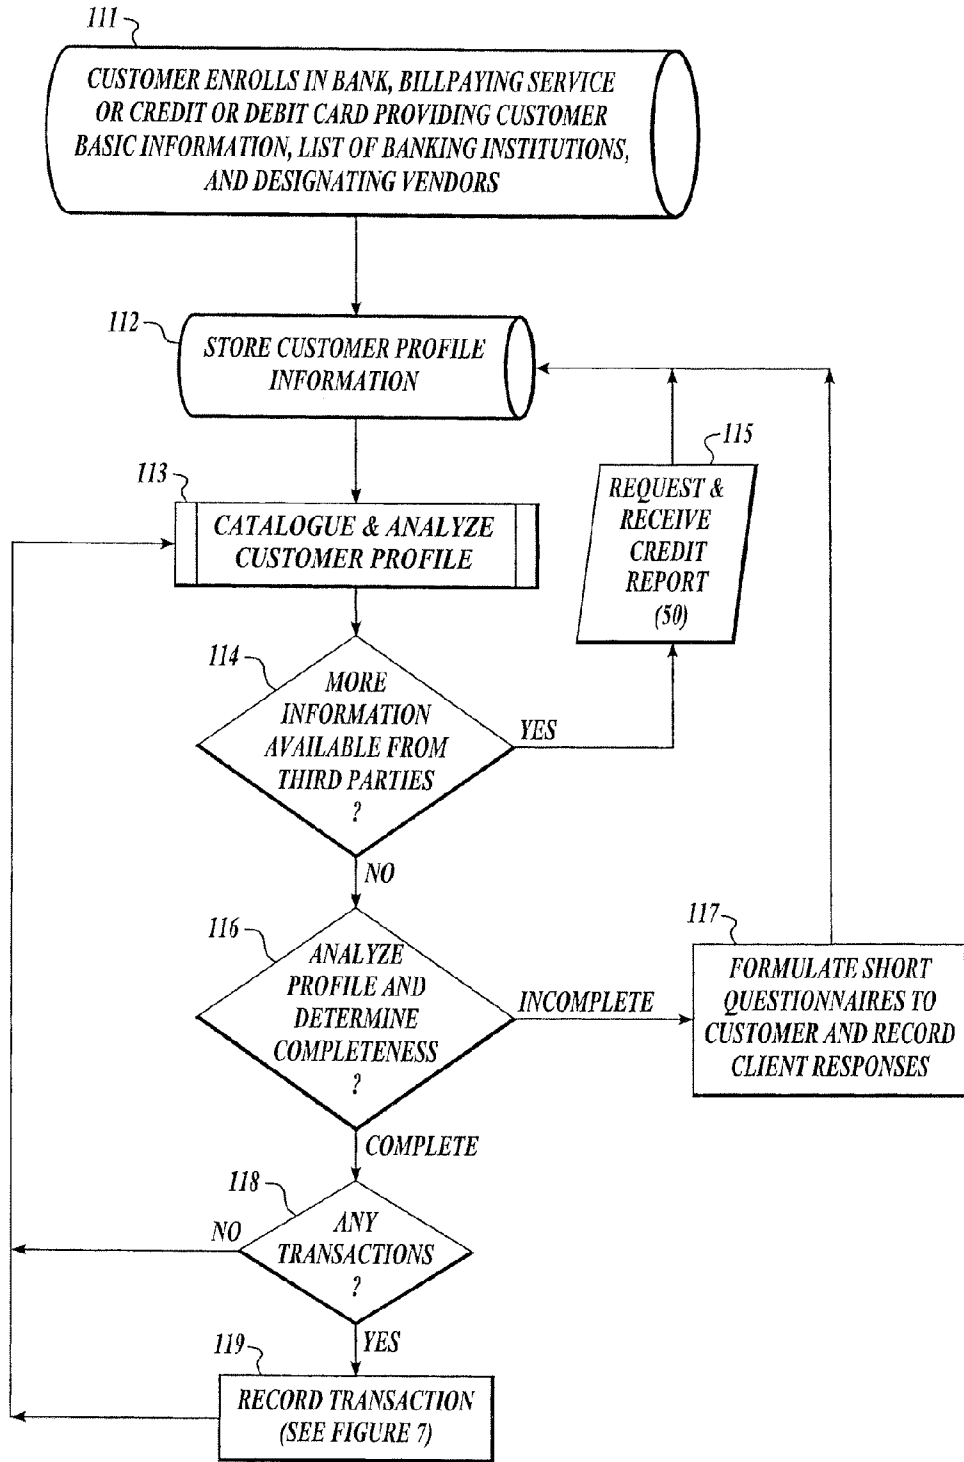 111
CUSTOMER ENROLLS IN BANK, BILLPAYING SERVICE
OR CREDIT OR DEBIT CARD PROVIDING CUSTOMER
BASIC INFORMATION, LIST OF BANKING INSTITUTIONS,
AND DESIGNATING VENDORS
112
STORE CUSTOMER PROFILE
INFORMATION
113
CATALOGUE & ANALYZE
CUSTOMER PROFILE
115
REQUEST &
RECEIVE
CREDIT
REPORT
(50)
114
MORE
INFORMATION
AVAILABLE FROM
THIRD PARTIES
?
YES
NO
116
ANALYZE
PROFILE AND
DETERMINE
COMPLETENESS
?
INCOMPLETE
117
FORMULATE SHORT
QUESTIONNAIRES TO
CUSTOMER AND RECORD
CLIENT RESPONSES
COMPLETE
118
ANY
TRANSACTIONS
?
NO
YES
119
RECORD TRANSACTION
(SEE FIGURE 7)